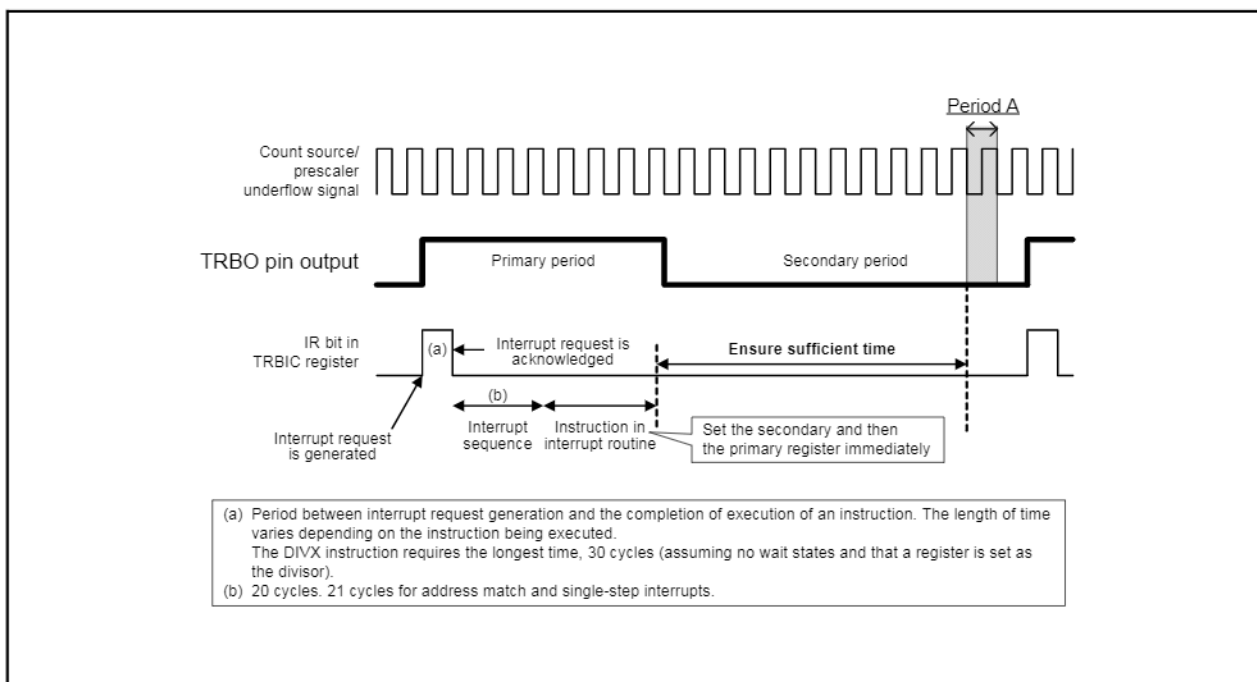 Period A
Count source/
prescaler
underflow signal
TRBO pin output
Primary period
Secondary period
IR bit in
TRBIC register
(a)
Interrupt request is
acknowledged
Ensure sufficient time
(b)
Interrupt request
is generated
Interrupt
sequence
Instruction in
interrupt routine
Set the secondary and then
the primary register immediately
(a) Period between interrupt request generation and the completion of execution of an instruction. The length of time
varies depending on the instruction being executed.
The DIVX instruction requires the longest time, 30 cycles (assuming no wait states and that a register is set as
the divisor).
(b) 20 cycles. 21 cycles for address match and single-step interrupts.